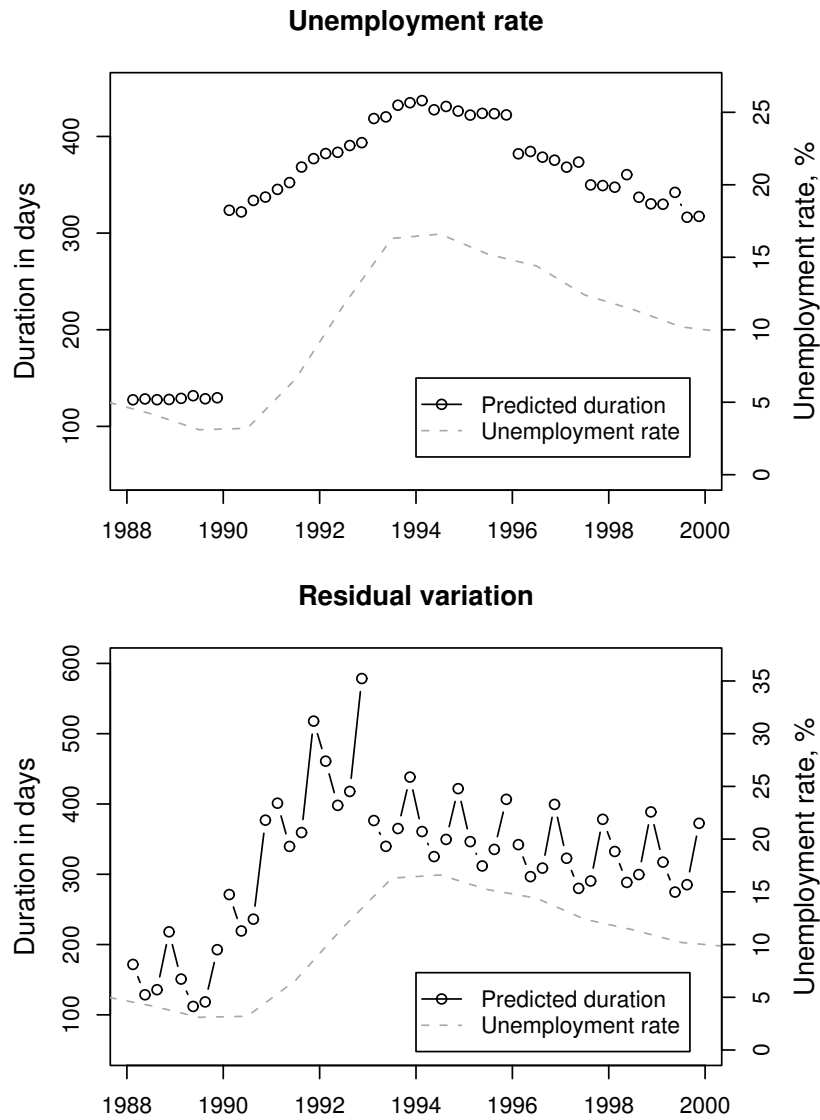 Unemployment rate
Duration in days
400
300
200
100
25
20
15
10
5
0
Unemployment rate, %
Predicted duration
Unemployment rate
1988 1990 1992 1994 1996 1998 2000
Residual variation
Duration in days
600
500
400
300
200
100
35
30
25
20
15
10
5
0
Unemployment rate, %
Predicted duration
Unemployment rate
1988 1990 1992 1994 1996 1998 2000